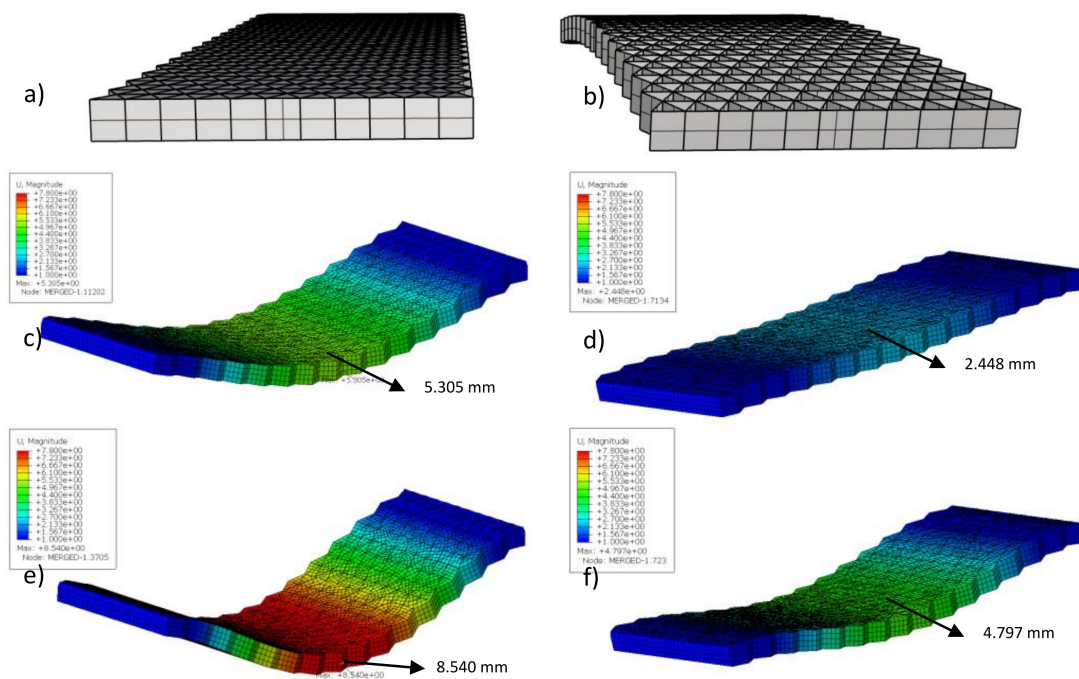 a)
b)
U, Magnitude
+7.800e+00
+7.233e+00
+6.667e+00
+6.100e+00
+5.533e+00
+4.967e+00
+4.400e+00
+3.833e+00
+3.267e+00
+2.700e+00
+2.133e+00
+1.567e+00
+1.000e+00
Max: +5.305e+00
Node: MERGED-1.11202
c)
5.305 mm
U, Magnitude
+7.800e+00
+7.233e+00
+6.667e+00
+6.100e+00
+5.533e+00
+4.967e+00
+4.400e+00
+3.833e+00
+3.267e+00
+2.700e+00
+2.133e+00
+1.567e+00
+1.000e+00
Max: +2.448e+00
Node: MERGED-1.7134
d)
2.448 mm
U, Magnitude
+7.800e+00
+7.233e+00
+6.667e+00
+6.100e+00
+5.533e+00
+4.967e+00
+4.400e+00
+3.833e+00
+3.267e+00
+2.700e+00
+2.133e+00
+1.567e+00
+1.000e+00
Max: +8.540e+00
Node: MERGED-1.3705
e)
8.540 mm
Max: +8.540e+00
U, Magnitude
+7.800e+00
+7.233e+00
+6.667e+00
+6.100e+00
+5.533e+00
+4.967e+00
+4.400e+00
+3.833e+00
+3.267e+00
+2.700e+00
+2.133e+00
+1.567e+00
+1.000e+00
Max: +4.797e+00
Node: MERGED-1.723
f)
4.797 mm